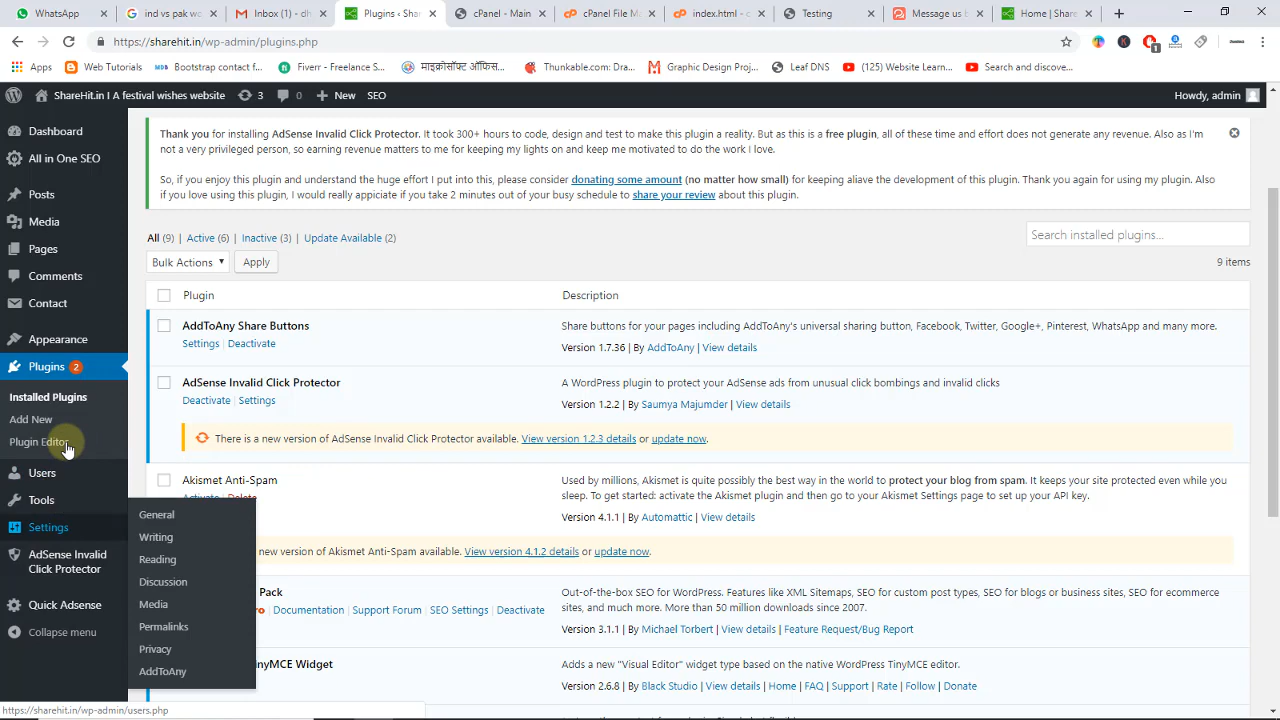 WhatsApp
ind vs pak wc
Inbox (1) - dh
Plugins ‹ Shar
cPanel - Main
cPanel File M
index.html - c
Testing
Message us
Home | Share
https://sharehit.in/wp-admin/plugins.php
Apps
Web Tutorials
Bootstrap contact f...
Fiverr - Freelance S...
माइक्रोसॉफ्ट ऑफिस...
Thunkable.com: Dra...
Graphic Design Proj...
Leaf DNS
(125) Website Learn...
Search and discove...
ShareHit.in I A festival wishes website
3
0
New
SEO
Howdy, admin
Dashboard
All in One SEO
Posts
Media
Pages
Comments
Contact
Appearance
Plugins 2
Installed Plugins
Add New
Plugin Editor
Users
Tools
Settings
AdSense Invalid
Click Protector
Quick Adsense
Collapse menu
General
Writing
Reading
Discussion
Media
Permalinks
Privacy
AddToAny
Thank you for installing AdSense Invalid Click Protector. It took 300+ hours to code, design and test to make this plugin a reality. But as this is a free plugin, all of these time and effort does not generate any revenue. Also as I'm
not a very privileged person, so earning revenue matters to me for keeping my lights on and keep me motivated to do the work I love.
So, if you enjoy this plugin and understand the huge effort I put into this, please consider donating some amount (no matter how small) for keeping aliave the development of this plugin. Thank you again for using my plugin. Also
if you love using this plugin, I would really appiciate if you take 2 minutes out of your busy schedule to share your review about this plugin.
All (9) | Active (6) | Inactive (3) | Update Available (2)
Search installed plugins...
Bulk Actions
Apply
9 items
Plugin
Description
AddToAny Share Buttons
Settings | Deactivate
Share buttons for your pages including AddToAny's universal sharing button, Facebook, Twitter, Google+, Pinterest, WhatsApp and many more.
Version 1.7.36 | By AddToAny | View details
AdSense Invalid Click Protector
Deactivate | Settings
A WordPress plugin to protect your AdSense ads from unusual click bombings and invalid clicks
Version 1.2.2 | By Saumya Majumder | View details
There is a new version of AdSense Invalid Click Protector available. View version 1.2.3 details or update now.
Akismet Anti-Spam
Activate | Delete
Used by millions, Akismet is quite possibly the best way in the world to protect your blog from spam. It keeps your site protected even while you
sleep. To get started: activate the Akismet plugin and then go to your Akismet Settings page to set up your API key.
Version 4.1.1 | By Automattic | View details
new version of Akismet Anti-Spam available. View version 4.1.2 details or update now.
Pack
Documentation | Support Forum | SEO Settings | Deactivate
Out-of-the-box SEO for WordPress. Features like XML Sitemaps, SEO for custom post types, SEO for blogs or business sites, SEO for ecommerce
sites, and much more. More than 50 million downloads since 2007.
Version 3.1.1 | By Michael Torbert | View details | Feature Request/Bug Report
inyMCE Widget
Adds a new "Visual Editor" widget type based on the native WordPress TinyMCE editor.
Version 2.6.8 | By Black Studio | View details | Home | FAQ | Support | Rate | Follow | Donate
https://sharehit.in/wp-admin/users.php